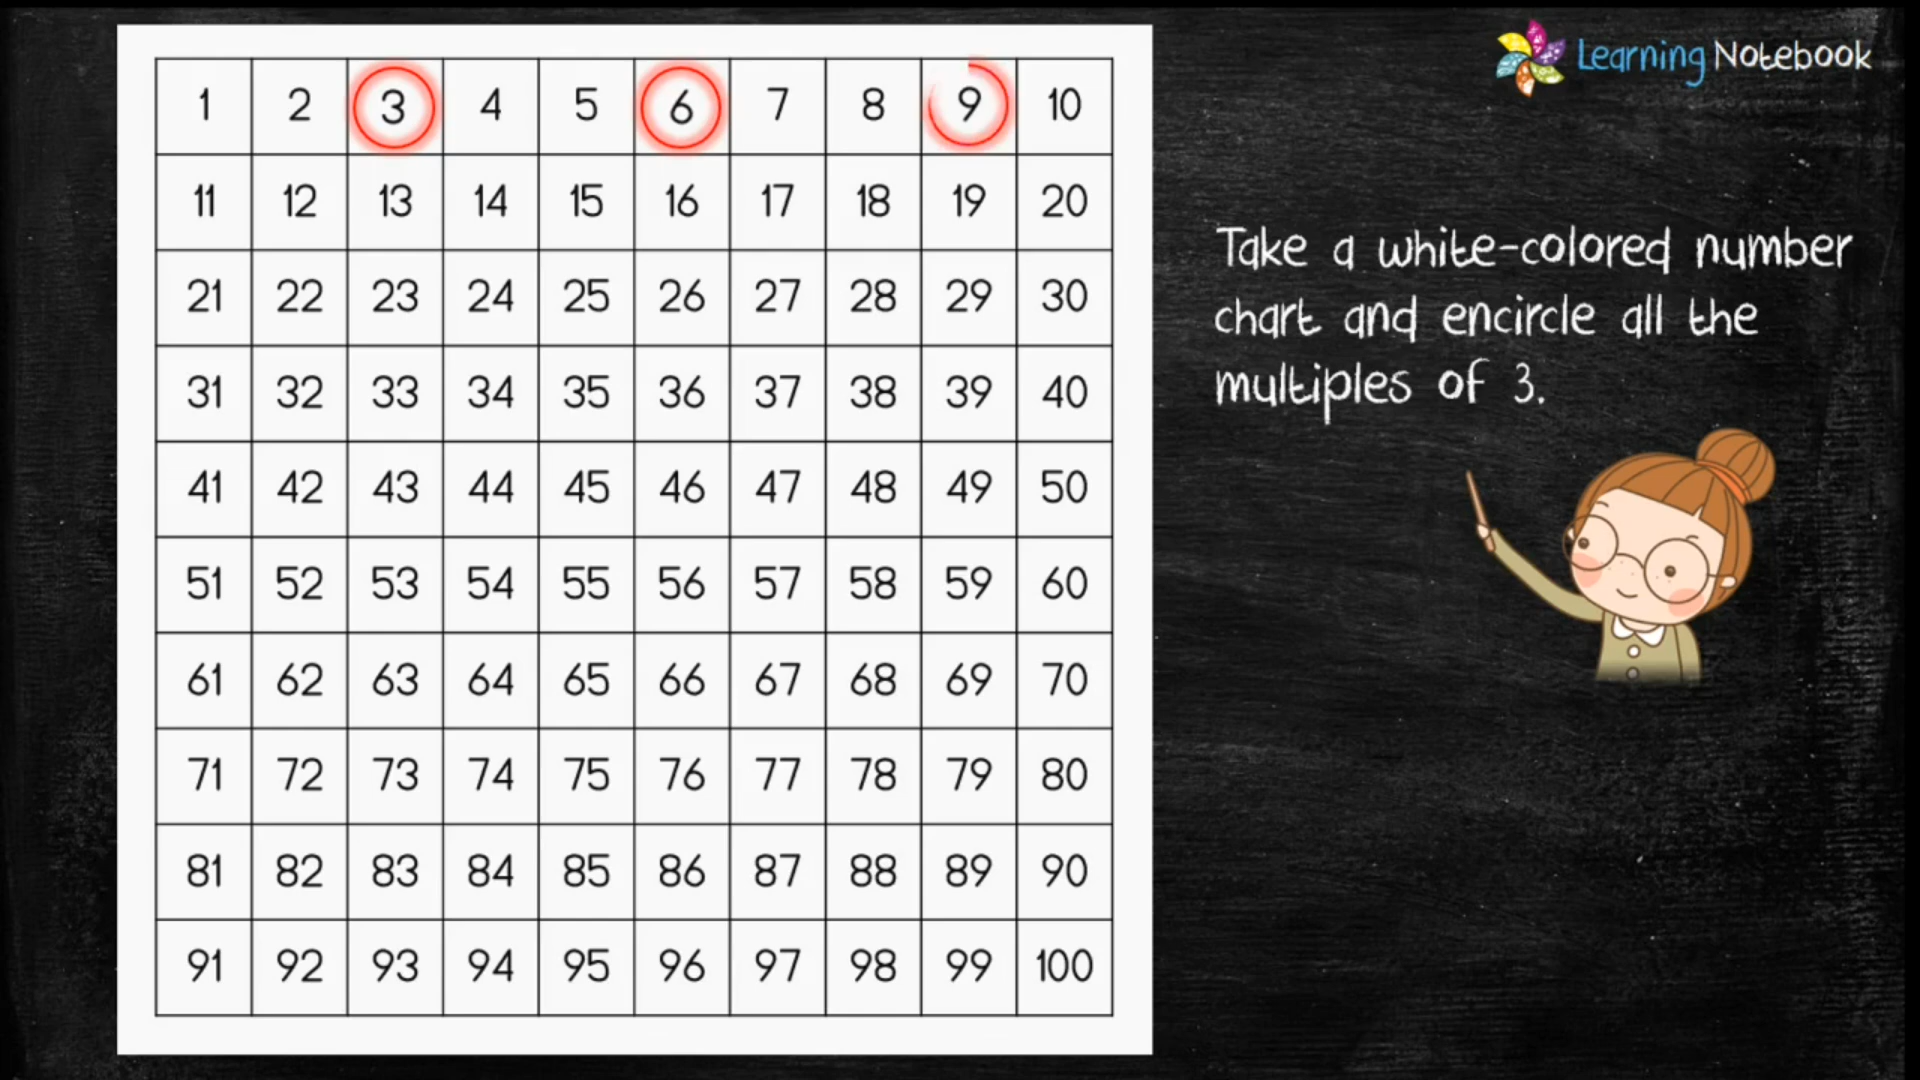 Learning Notebook
1 2 3 4 5 6 7 8 9 10
11 12 13 14 15 16 17 18 19 20
21 22 23 24 25 26 27 28 29 30
31 32 33 34 35 36 37 38 39 40
41 42 43 44 45 46 47 48 49 50
51 52 53 54 55 56 57 58 59 60
61 62 63 64 65 66 67 68 69 70
71 72 73 74 75 76 77 78 79 80
81 82 83 84 85 86 87 88 89 90
91 92 93 94 95 96 97 98 99 100
Take a white-colored number
chart and encircle all the
multiples of 3.